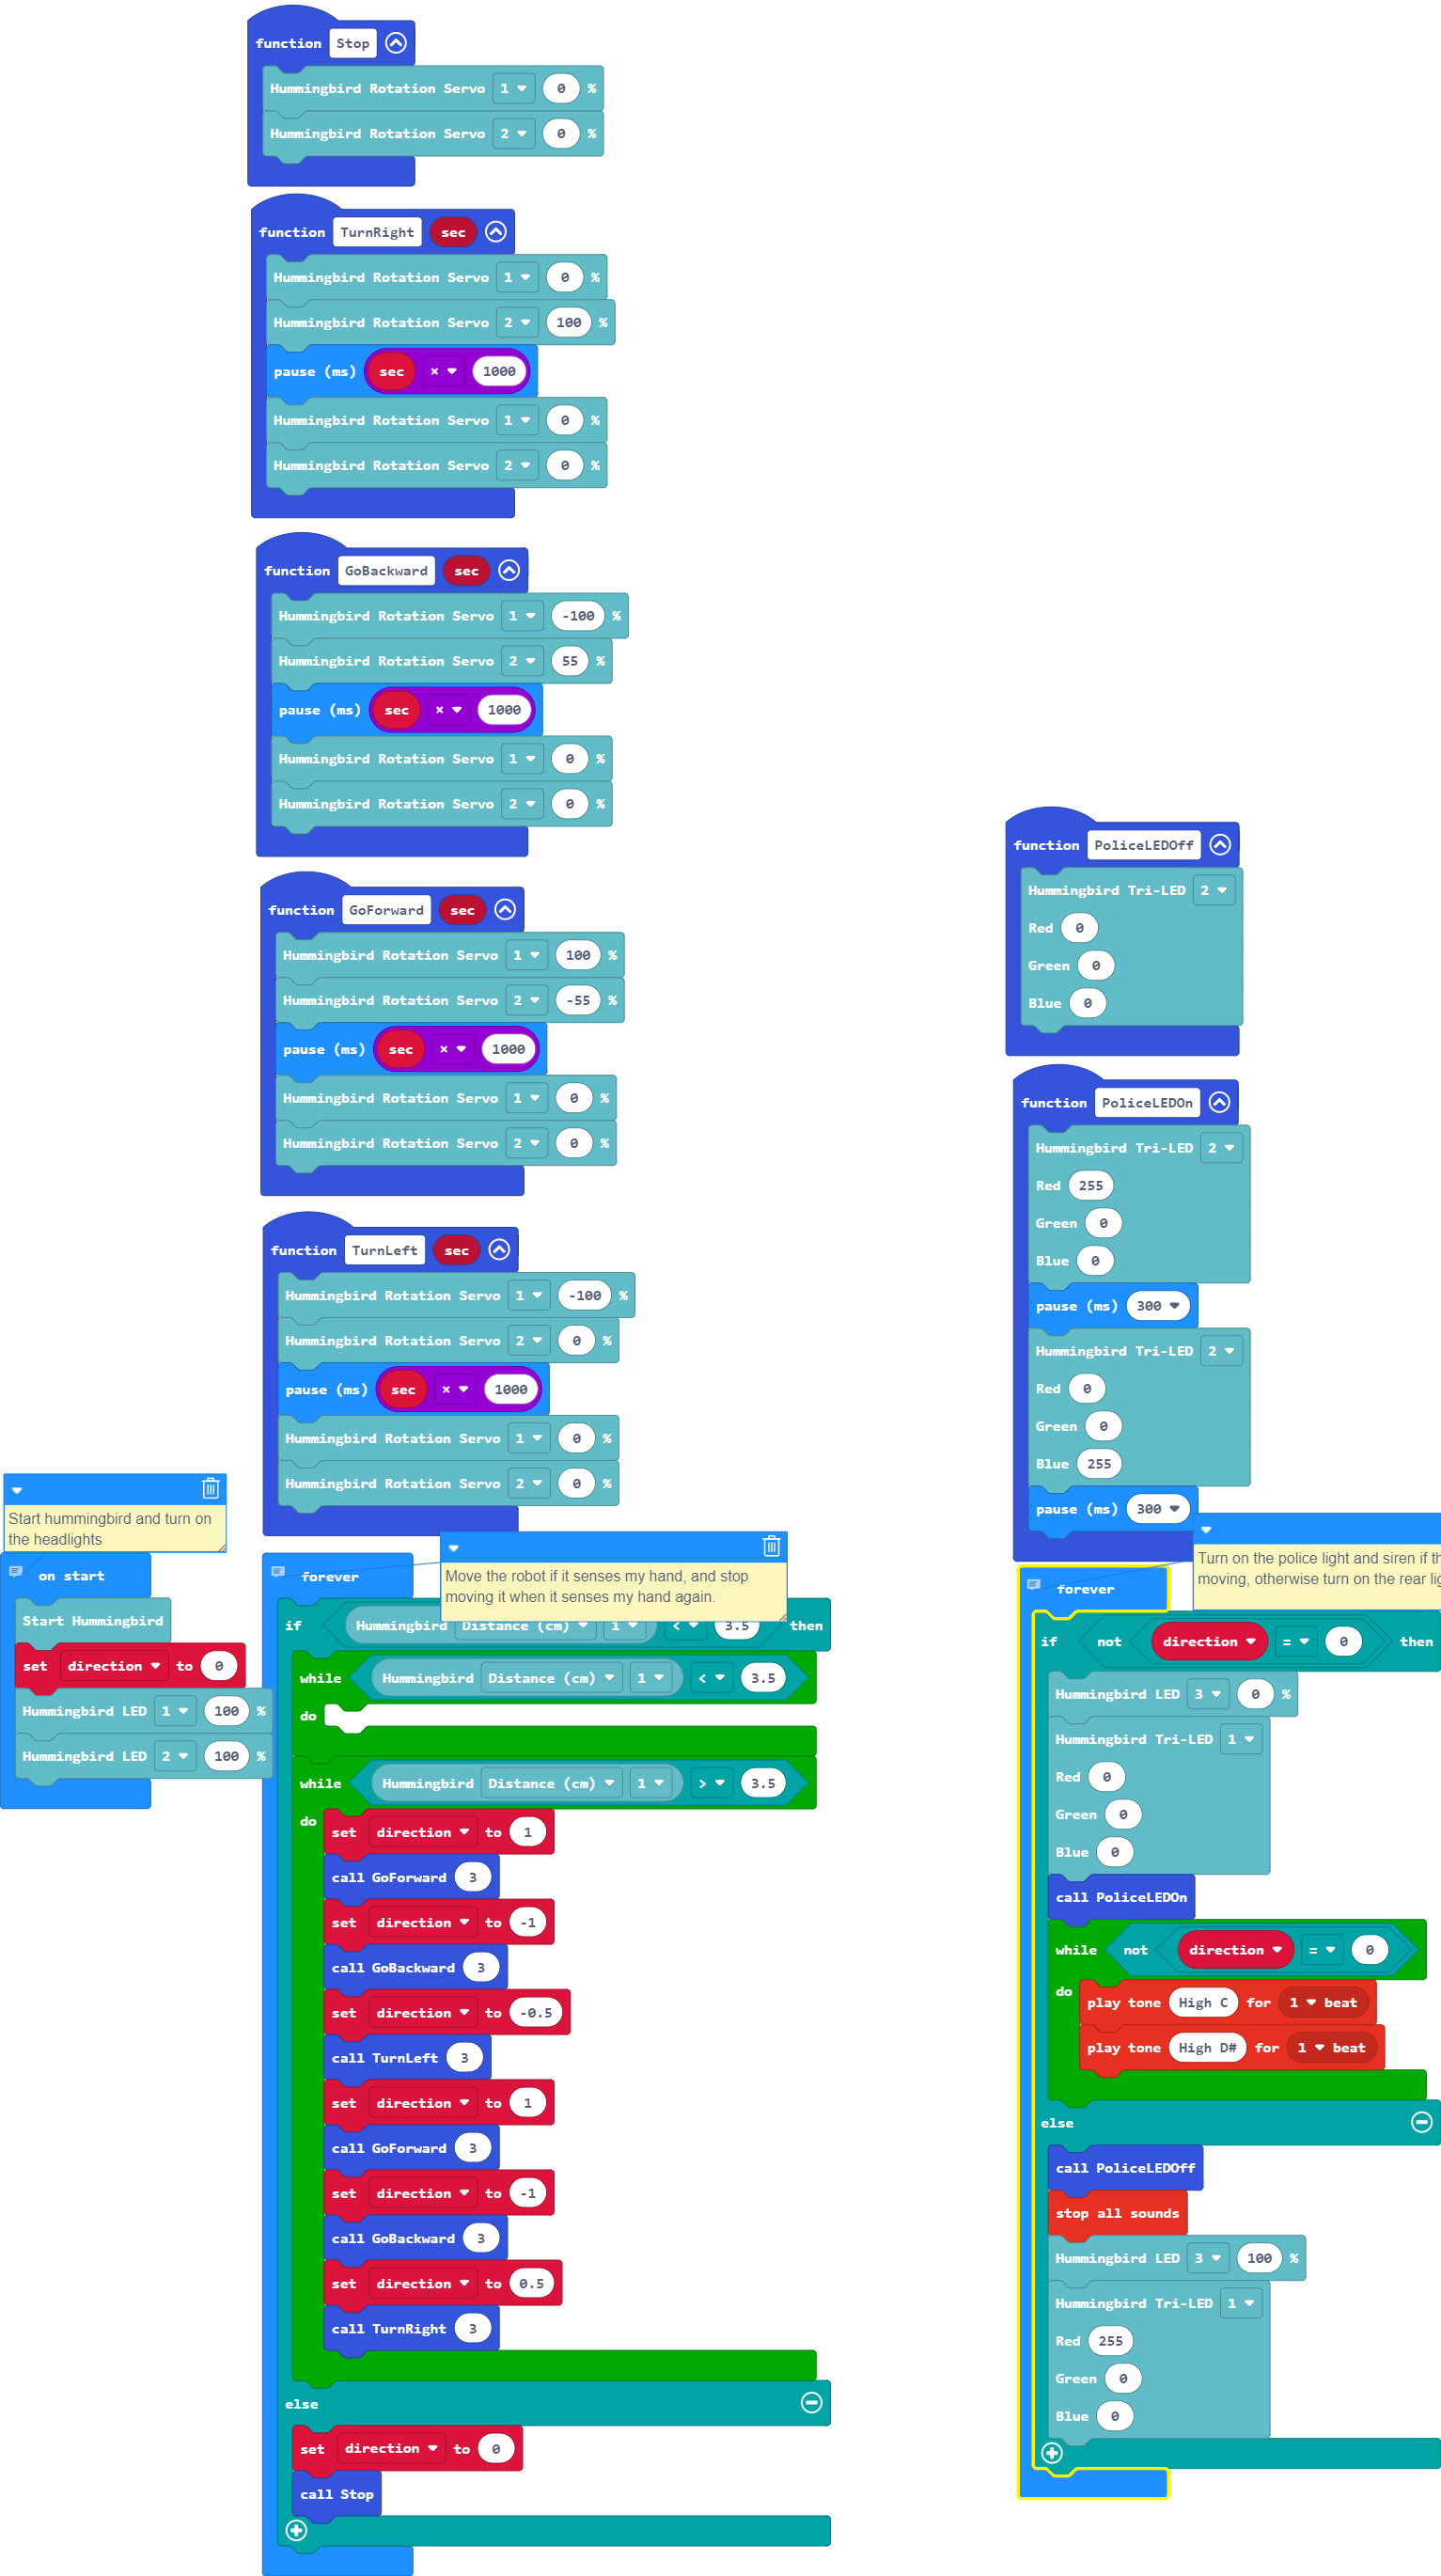 function Stop
Hummingbird Rotation Servo 1 0 %
Hummingbird Rotation Servo 2 0 %
function TurnRight sec
Hummingbird Rotation Servo 1 0 %
Hummingbird Rotation Servo 2 100 %
pause (ms) sec × 1000
Hummingbird Rotation Servo 1 0 %
Hummingbird Rotation Servo 2 0 %
function GoBackward sec
Hummingbird Rotation Servo 1 -100 %
Hummingbird Rotation Servo 2 55 %
pause (ms) sec × 1000
Hummingbird Rotation Servo 1 0 %
Hummingbird Rotation Servo 2 0 %
function GoForward sec
Hummingbird Rotation Servo 1 100 %
Hummingbird Rotation Servo 2 -55 %
pause (ms) sec × 1000
Hummingbird Rotation Servo 1 0 %
Hummingbird Rotation Servo 2 0 %
function TurnLeft sec
Hummingbird Rotation Servo 1 -100 %
Hummingbird Rotation Servo 2 0 %
pause (ms) sec × 1000
Hummingbird Rotation Servo 1 0 %
Hummingbird Rotation Servo 2 0 %
Start hummingbird and turn on
the headlights
on start
Start Hummingbird
set direction to 0
Hummingbird LED 1 100 %
Hummingbird LED 2 100 %
Move the robot if it senses my hand, and stop
moving it when it senses my hand again.
forever
if Hummingbird Distance (cm) 1 < 3.5 then
while Hummingbird Distance (cm) 1 < 3.5
do
while Hummingbird Distance (cm) 1 > 3.5
do set direction to 1
call GoForward 3
set direction to -1
call GoBackward 3
set direction to -0.5
call TurnLeft 3
set direction to 1
call GoForward 3
set direction to -1
call GoBackward 3
set direction to 0.5
call TurnRight 3
else
set direction to 0
call Stop
function PoliceLEDOff
Hummingbird Tri-LED 2
Red 0
Green 0
Blue 0
function PoliceLEDOn
Hummingbird Tri-LED 2
Red 255
Green 0
Blue 0
pause (ms) 300
Hummingbird Tri-LED 2
Red 0
Green 0
Blue 255
pause (ms) 300
Turn on the police light and siren if
moving, otherwise turn on the rear
forever
if not direction = 0 then
Hummingbird LED 3 0 %
Hummingbird Tri-LED 1
Red 0
Green 0
Blue 0
call PoliceLEDOn
while not direction = 0
do play tone High C for 1 beat
play tone High D# for 1 beat
else
call PoliceLEDOff
stop all sounds
Hummingbird LED 3 100 %
Hummingbird Tri-LED 1
Red 255
Green 0
Blue 0